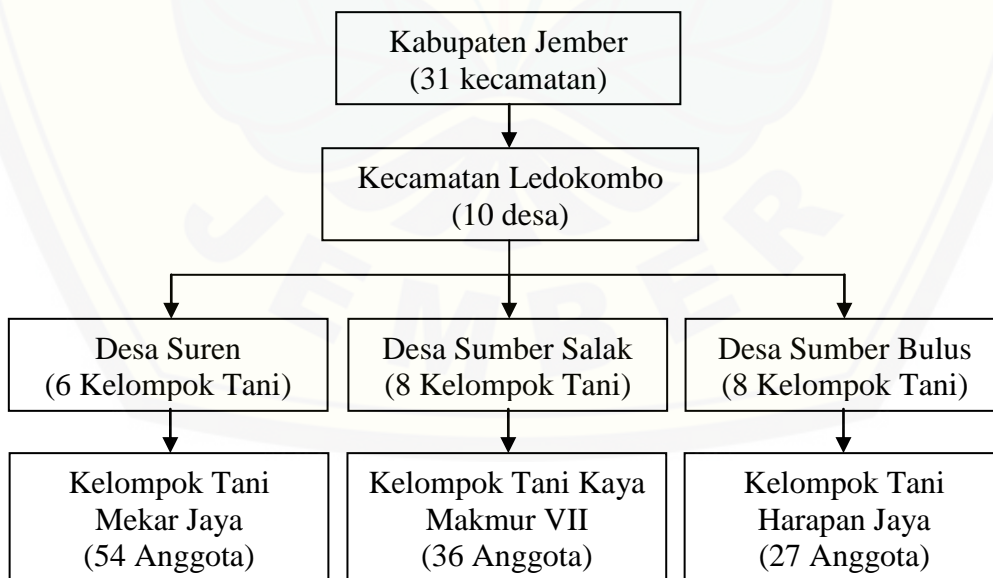 Kabupaten Jember
(31 kecamatan)
Kecamatan Ledokombo
(10 desa)
JEMBER
Desa Suren
(6 Kelompok Tani)
Desa Sumber Salak
(8 Kelompok Tani)
Desa Sumber Bulus
(8 Kelompok Tani)
Kelompok Tani
Mekar Jaya
(54 Anggota)
Kelompok Tani Kaya
Makmur VII
(36 Anggota)
Kelompok Tani
Harapan Jaya
(27 Anggota)